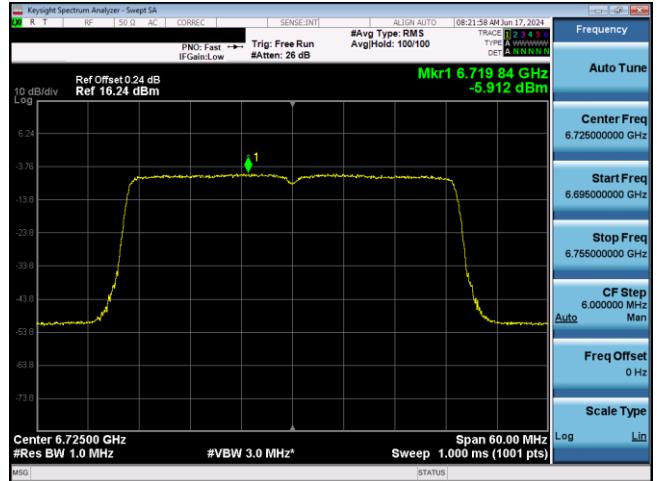 Keysight Spectrum Analyzer - Swept SA
R T RF 50 Ω AC CORREC SENSE:INT ALIGN AUTO 08:21:58 AM Jun 17, 2024
Frequency
#Avg Type: RMS
TRACE 1 2 3 4 5 6
PNO: Fast Trig: Free Run Avg|Hold: 100/100
TYPE A WWWWW
IFGain:Low #Atten: 26 dB
DET A N N N N N
Auto Tune
Mkr1 6.719 84 GHz
-5.912 dBm
Ref Offset 0.24 dB
10 dB/div Ref 16.24 dBm
Log
Center Freq
6.725000000 GHz
6.24
1
-3.76
Start Freq
6.695000000 GHz
-13.8
-23.8
Stop Freq
6.755000000 GHz
-33.8
CF Step
6.000000 MHz
Auto Man
-43.8
-53.8
Freq Offset
0 Hz
-63.8
-73.8
Scale Type
Log Lin
Center 6.72500 GHz Span 60.00 MHz
#Res BW 1.0 MHz #VBW 3.0 MHz* Sweep 1.000 ms (1001 pts)
MSG STATUS